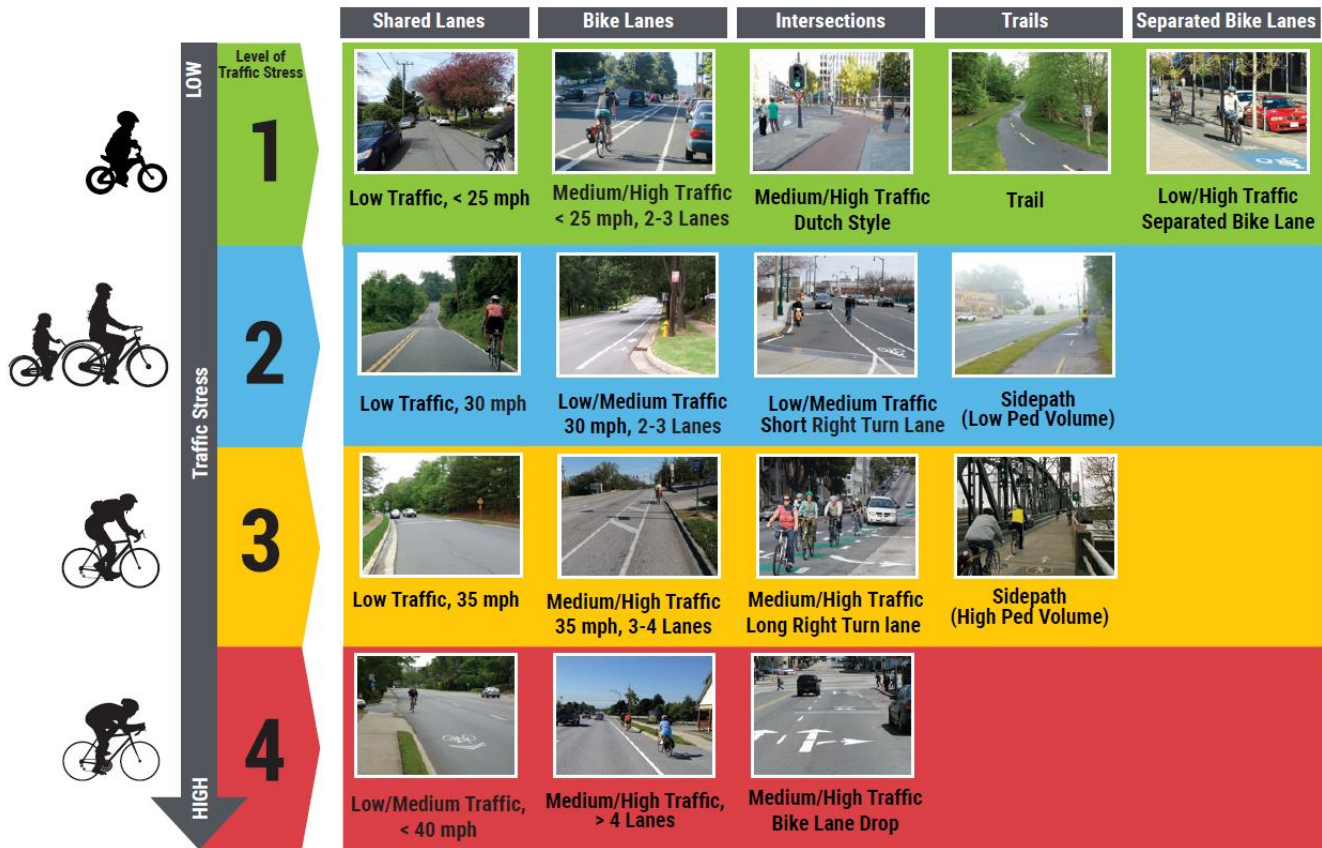 Shared Lanes
Bike Lanes
Intersections
Trails
Separated Bike Lanes
LOW
Traffic Stress
HIGH
Level of
Traffic Stress
1
Low Traffic, < 25 mph
Medium/High Traffic
< 25 mph, 2-3 Lanes
Medium/High Traffic
Dutch Style
Trail
Low/High Traffic
Separated Bike Lane
2
Low Traffic, 30 mph
Low/Medium Traffic
30 mph, 2-3 Lanes
Low/Medium Traffic
Short Right Turn Lane
Sidepath
(Low Ped Volume)
3
Low Traffic, 35 mph
Medium/High Traffic
35 mph, 3-4 Lanes
Medium/High Traffic
Long Right Turn lane
Sidepath
(High Ped Volume)
4
Low/Medium Traffic,
< 40 mph
Medium/High Traffic,
> 4 Lanes
Medium/High Traffic
Bike Lane Drop